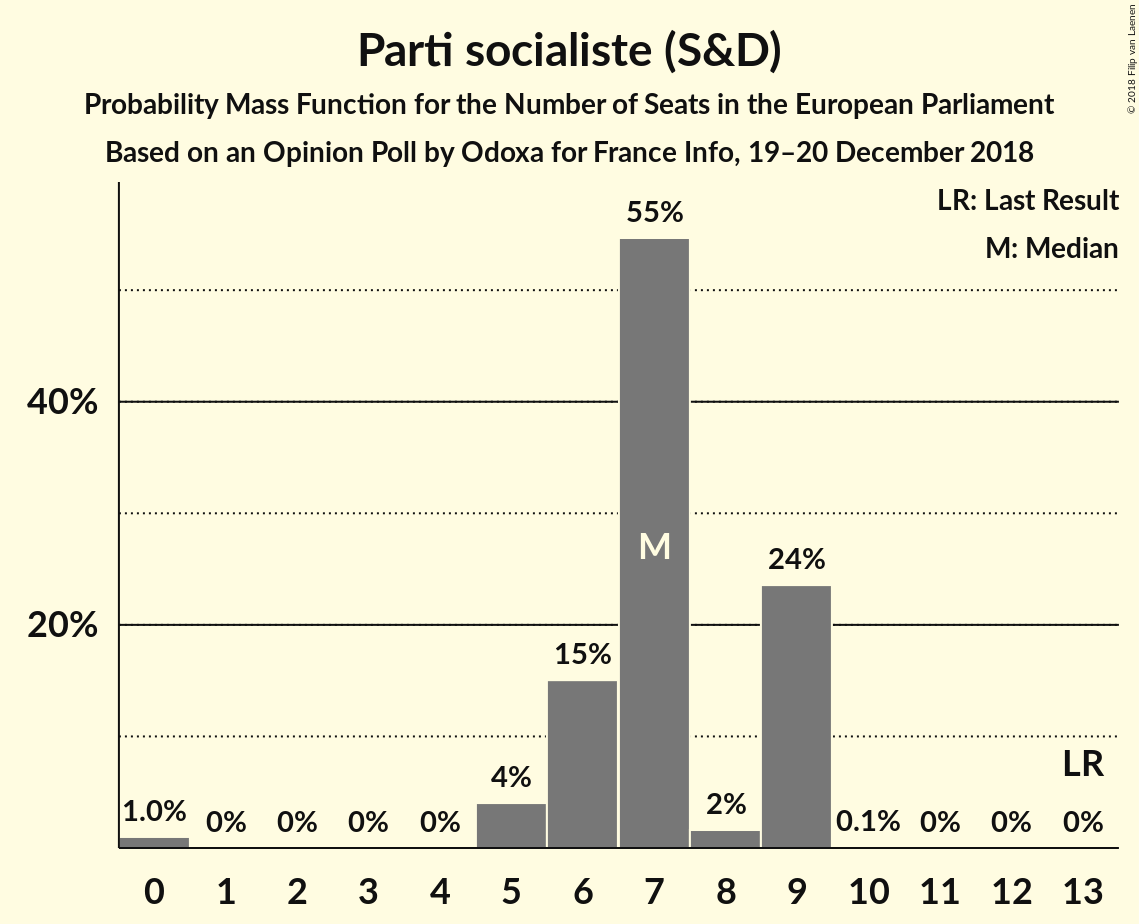 Parti socialiste (S&D)
Probability Mass Function for the Number of Seats in the European Parliament
Based on an Opinion Poll by Odoxa for France Info, 19–20 December 2018
© 2018 Filip van Laenen
LR: Last Result
M: Median
55%
40%
M
24%
20%
15%
LR
4%
2%
1.0% 0% 0% 0% 0% 0.1% 0% 0% 0%
0 1 2 3 4 5 6 7 8 9 10 11 12 13